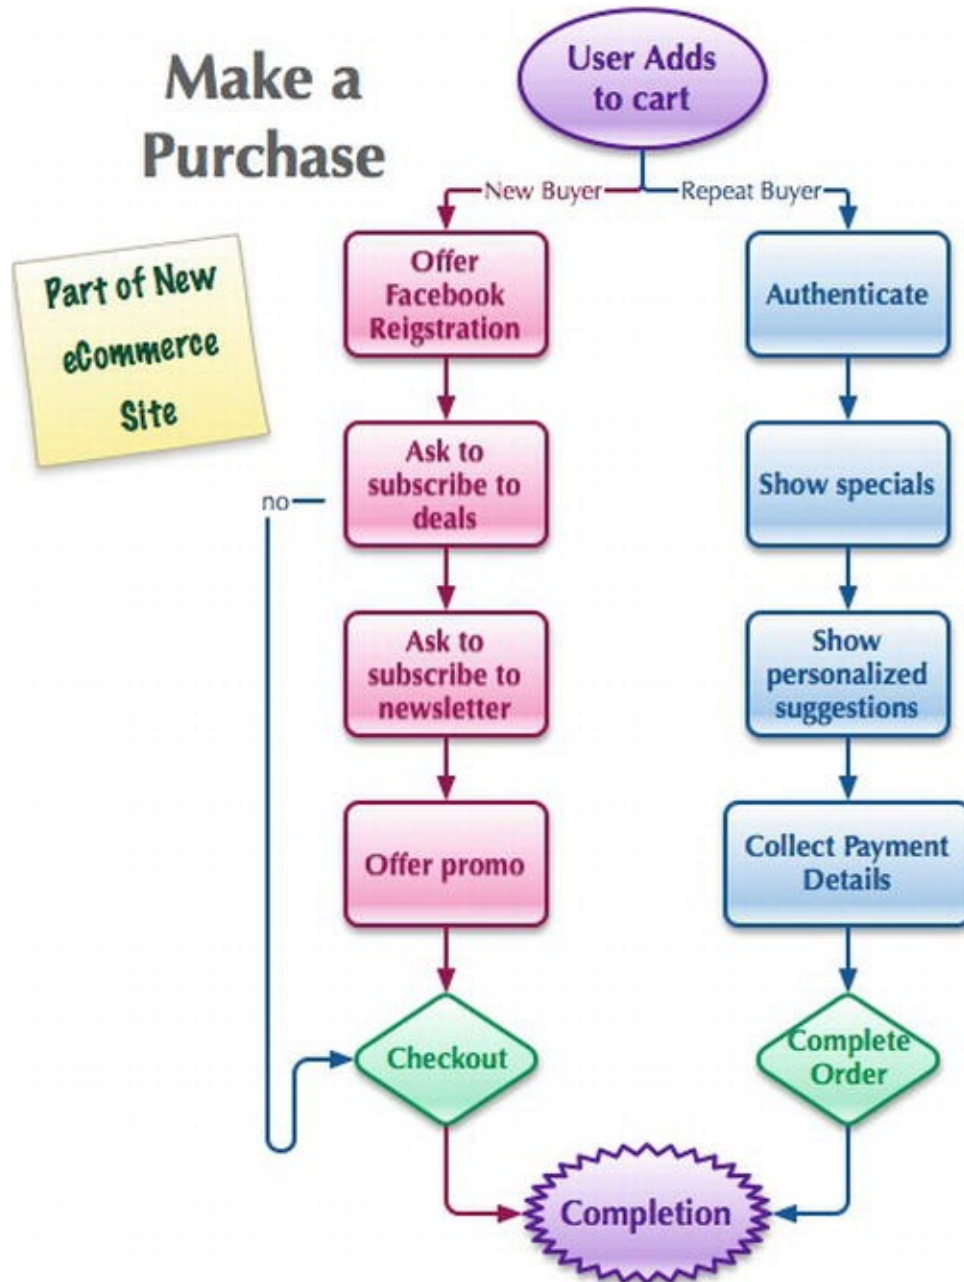 Make a
Purchase
User Adds
to cart
New Buyer
Repeat Buyer
Part of New
eCommerce
Site
Offer
Facebook
Reigstration
Authenticate
Ask to
subscribe to
deals
Show specials
no
Ask to
subscribe to
newsletter
Show
personalized
suggestions
Offer promo
Collect Payment
Details
Checkout
Complete
Order
Completion